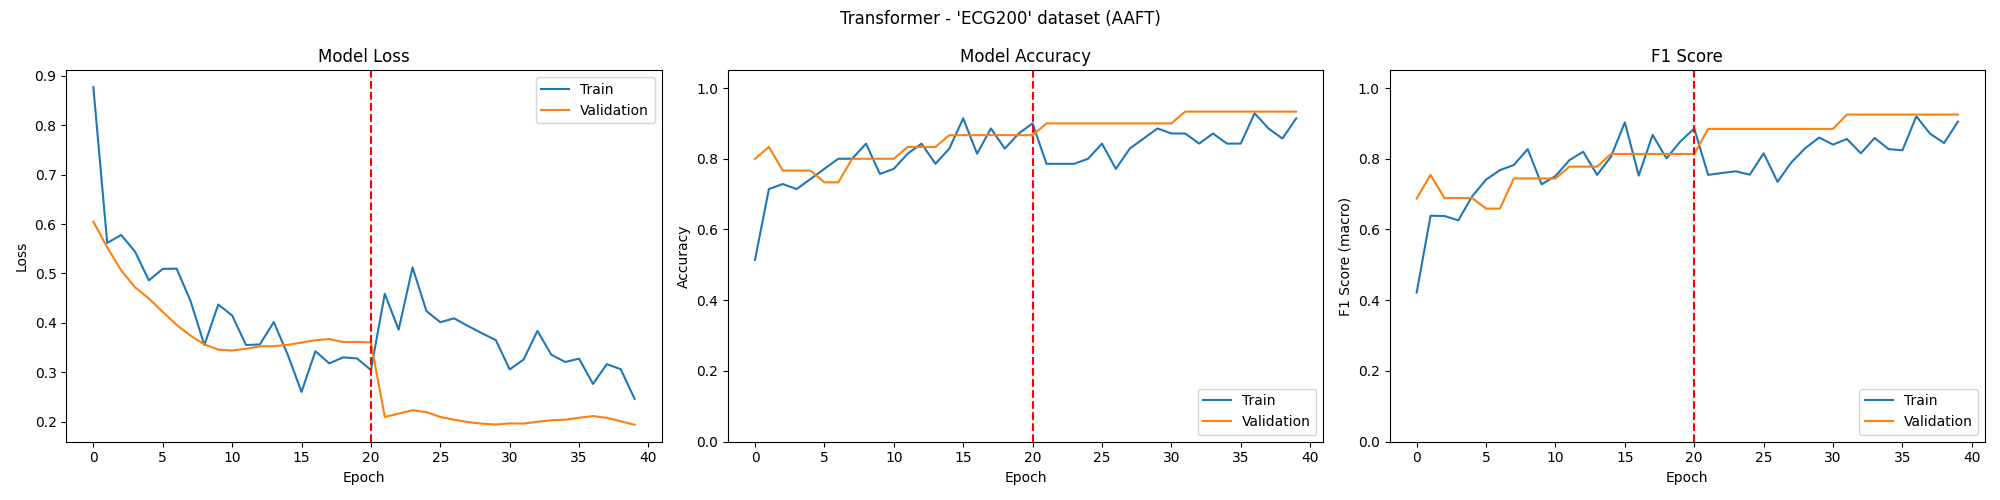 Transformer - 'ECG200' dataset (AAFT)
Model Loss
Loss
0.9
0.8
0.7
0.6
0.5
0.4
0.3
0.2
Train
Validation
0 5 10 15 20 25 30 35 40
Epoch
Model Accuracy
Accuracy
1.0
0.8
0.6
0.4
0.2
0.0
Train
Validation
0 5 10 15 20 25 30 35 40
Epoch
F1 Score
F1 Score (macro)
1.0
0.8
0.6
0.4
0.2
0.0
Train
Validation
0 5 10 15 20 25 30 35 40
Epoch